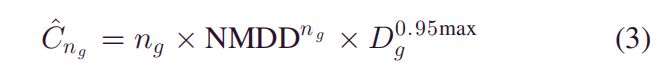 Ĉ_{n_g} = n_g × NMDD^{n_g} × D_g^{0.95max} (3)